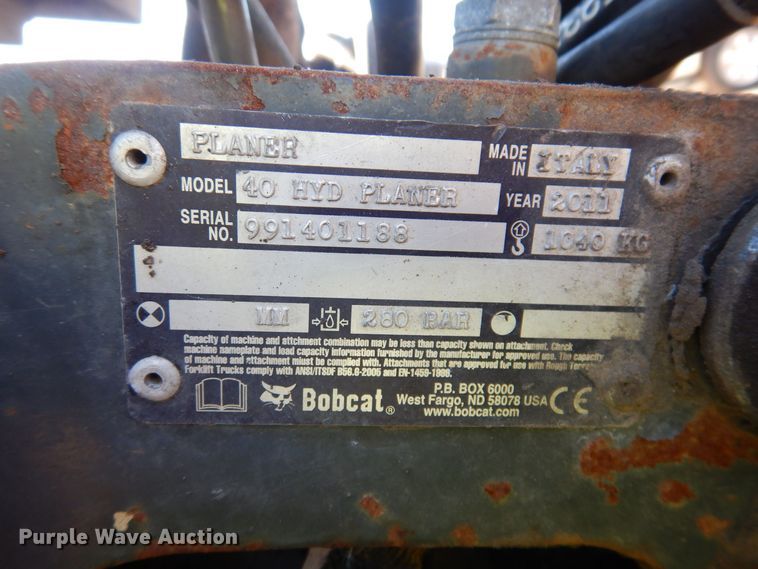 PLANER MADE IN ITALY
MODEL 40 HYD PLANER YEAR 2011
SERIAL NO. 991401188 1040 KG
MM 280 BAR
Capacity of machine and attchment combination may be less than capacity shown on attachment. Check
machine nameplate and load capacity information furnished by the manufacturer for approved use. The capacity
of machine and attachment miust be complied with. Attachments that are approved for use with Rough Terr
Forklift Trucks comply with ANSI/ITSDF B56.6-2005 and EN-1459-1998.
Bobcat® P.B. BOX 6000
West Fargo, ND 58078 USA CE
www.bobcat.com
Purple Wave Auction